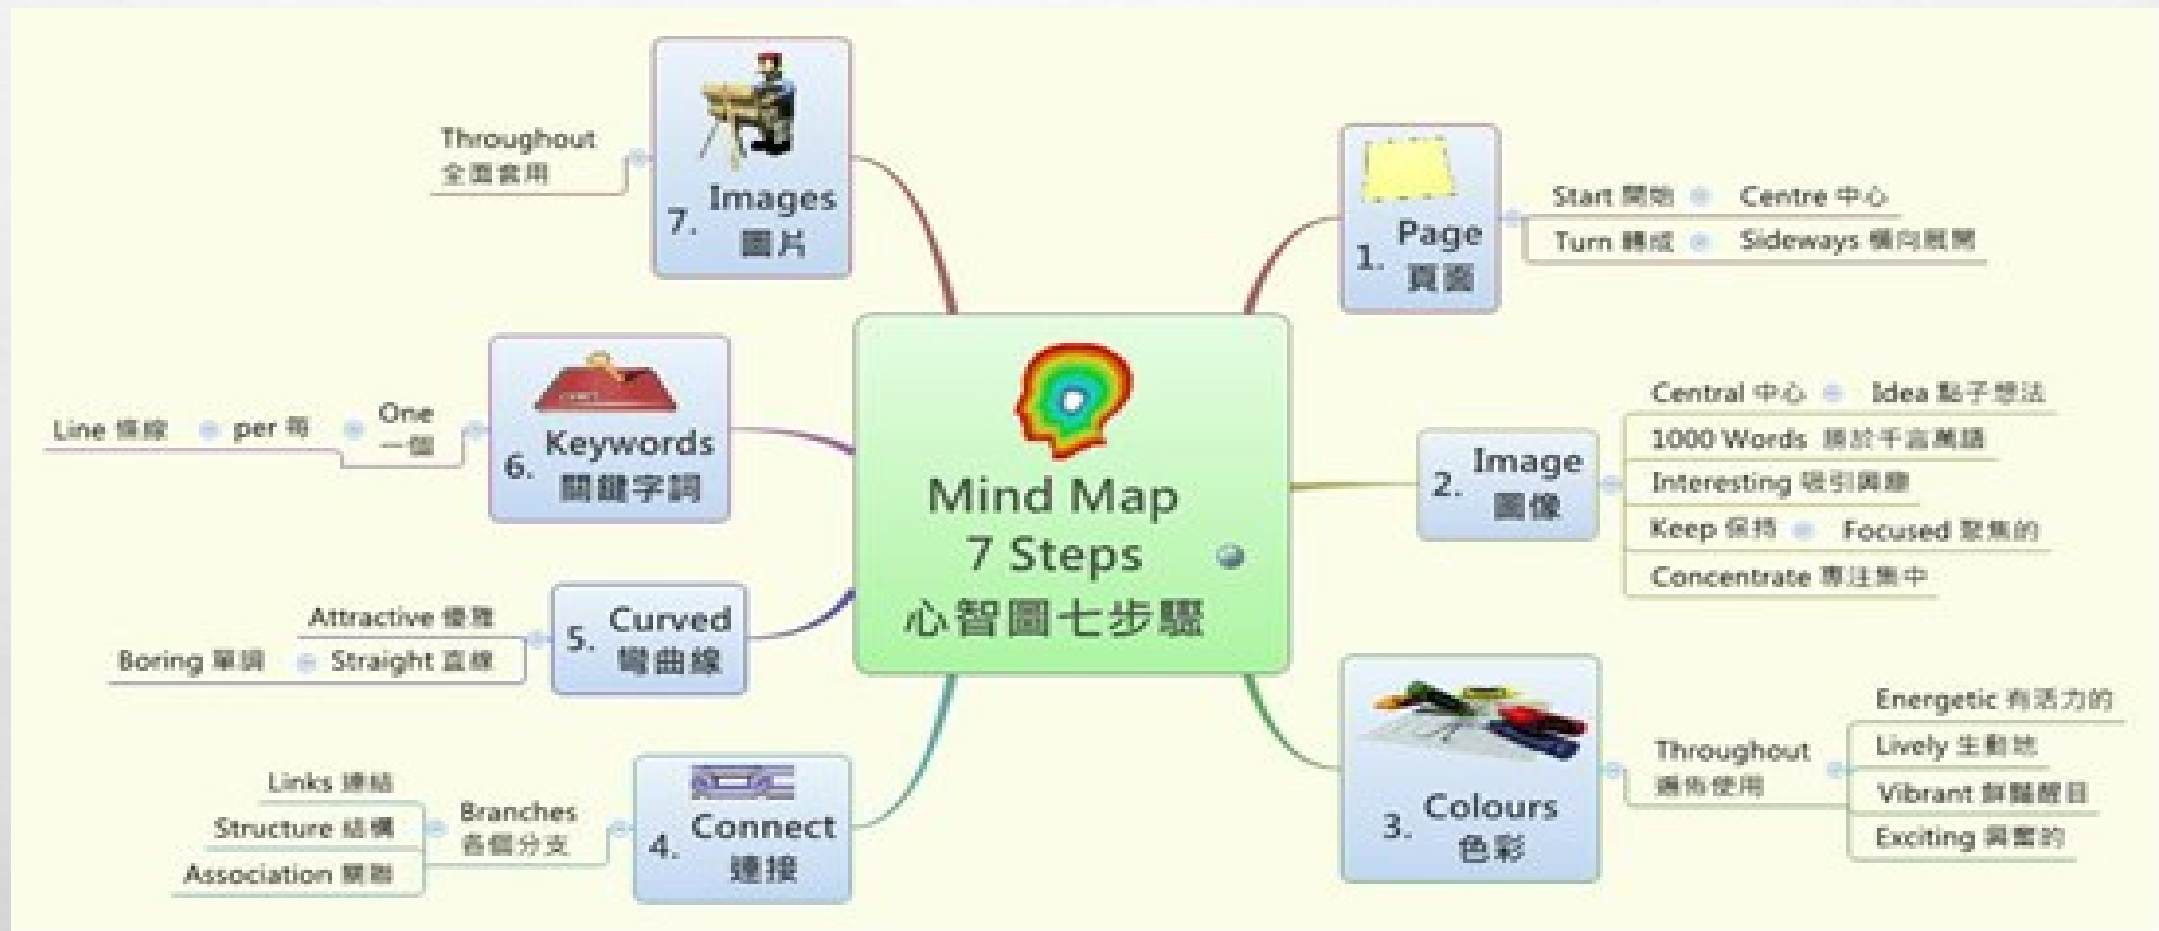 Mind Map
7 Steps
心智圖七步驟
1. Page
頁面
Start 開始 Centre 中心
Turn 轉成 Sideways 橫向展開
2. Image
圖像
Central 中心 Idea 點子想法
1000 Words 勝於千言萬語
Interesting 吸引興趣
Keep 保持 Focused 聚焦的
Concentrate 專注集中
3. Colours
色彩
Throughout
遍佈使用
Energetic 有活力的
Lively 生動地
Vibrant 鮮豔醒目
Exciting 興奮的
4. Connect
連接
Branches
各個分支
Links 連結
Structure 結構
Association 關聯
5. Curved
彎曲線
Attractive 優雅
Straight 直線 Boring 單調
6. Keywords
關鍵字詞
One
一個
per 每 Line 條線
7. Images
圖片
Throughout
全面套用